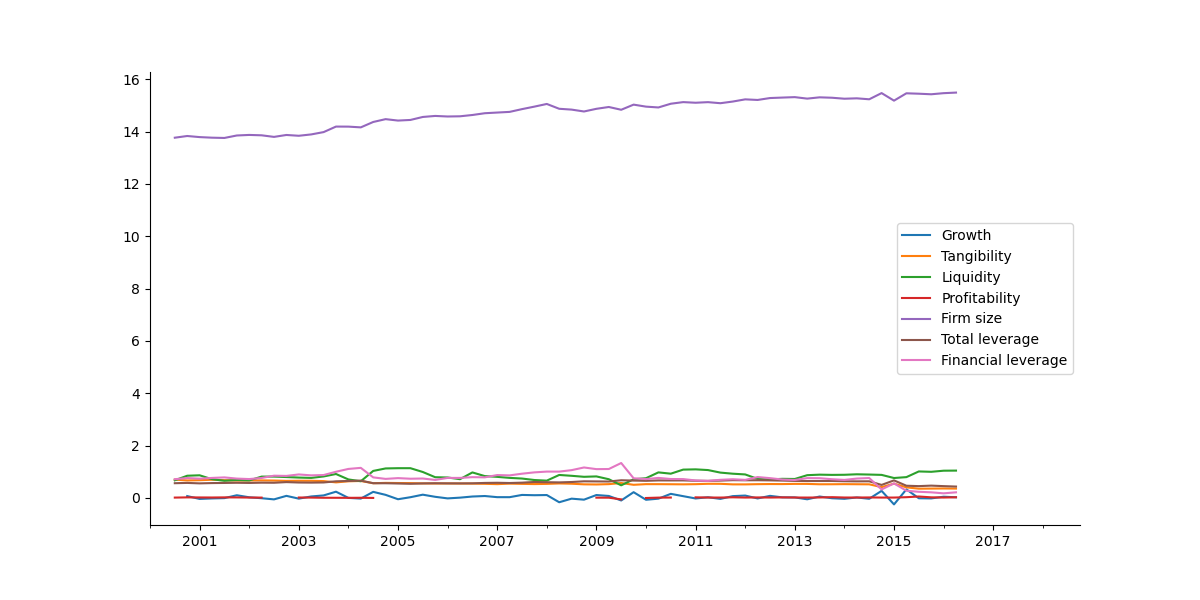 16
14
12
10
8
6
4
2
0
Growth
Tangibility
Liquidity
Profitability
Firm size
Total leverage
Financial leverage
2001 2003 2005 2007 2009 2011 2013 2015 2017